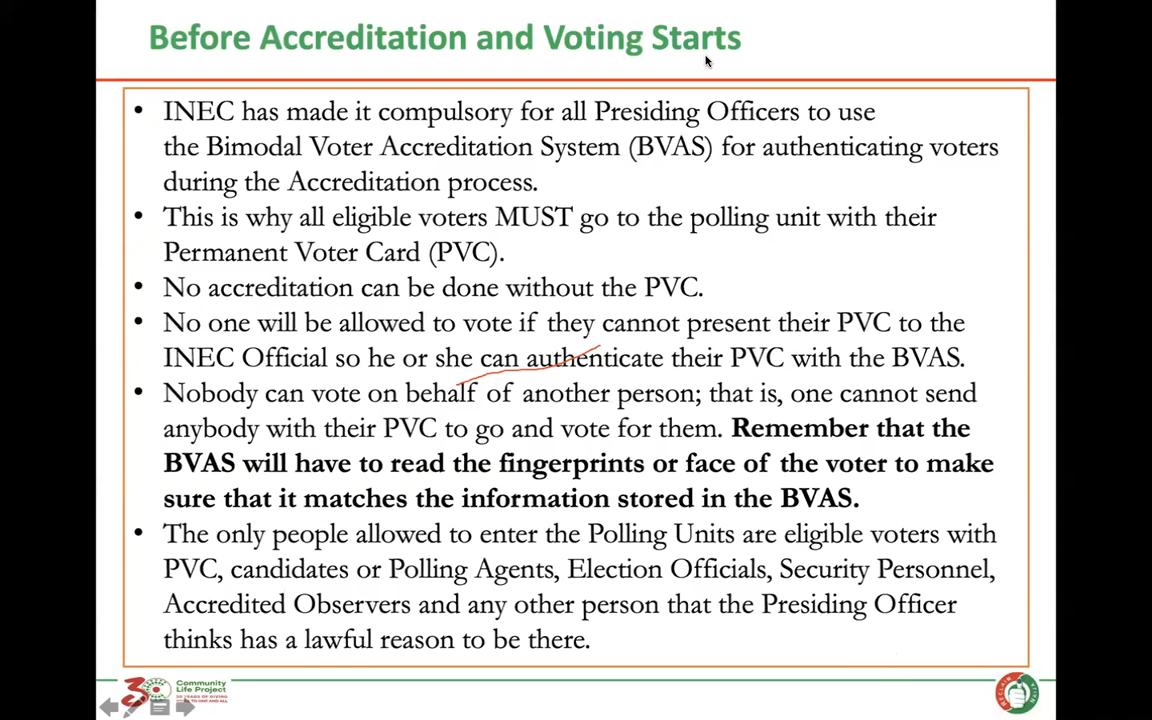 Before Accreditation and Voting Starts
• INEC has made it compulsory for all Presiding Officers to use
the Bimodal Voter Accreditation System (BVAS) for authenticating voters
during the Accreditation process.
• This is why all eligible voters MUST go to the polling unit with their
Permanent Voter Card (PVC).
• No accreditation can be done without the PVC.
• No one will be allowed to vote if they cannot present their PVC to the
INEC Official so he or she can authenticate their PVC with the BVAS.
• Nobody can vote on behalf of another person; that is, one cannot send
anybody with their PVC to go and vote for them. Remember that the
BVAS will have to read the fingerprints or face of the voter to make
sure that it matches the information stored in the BVAS.
• The only people allowed to enter the Polling Units are eligible voters with
PVC, candidates or Polling Agents, Election Officials, Security Personnel,
Accredited Observers and any other person that the Presiding Officer
thinks has a lawful reason to be there.
30
Community
Life Project